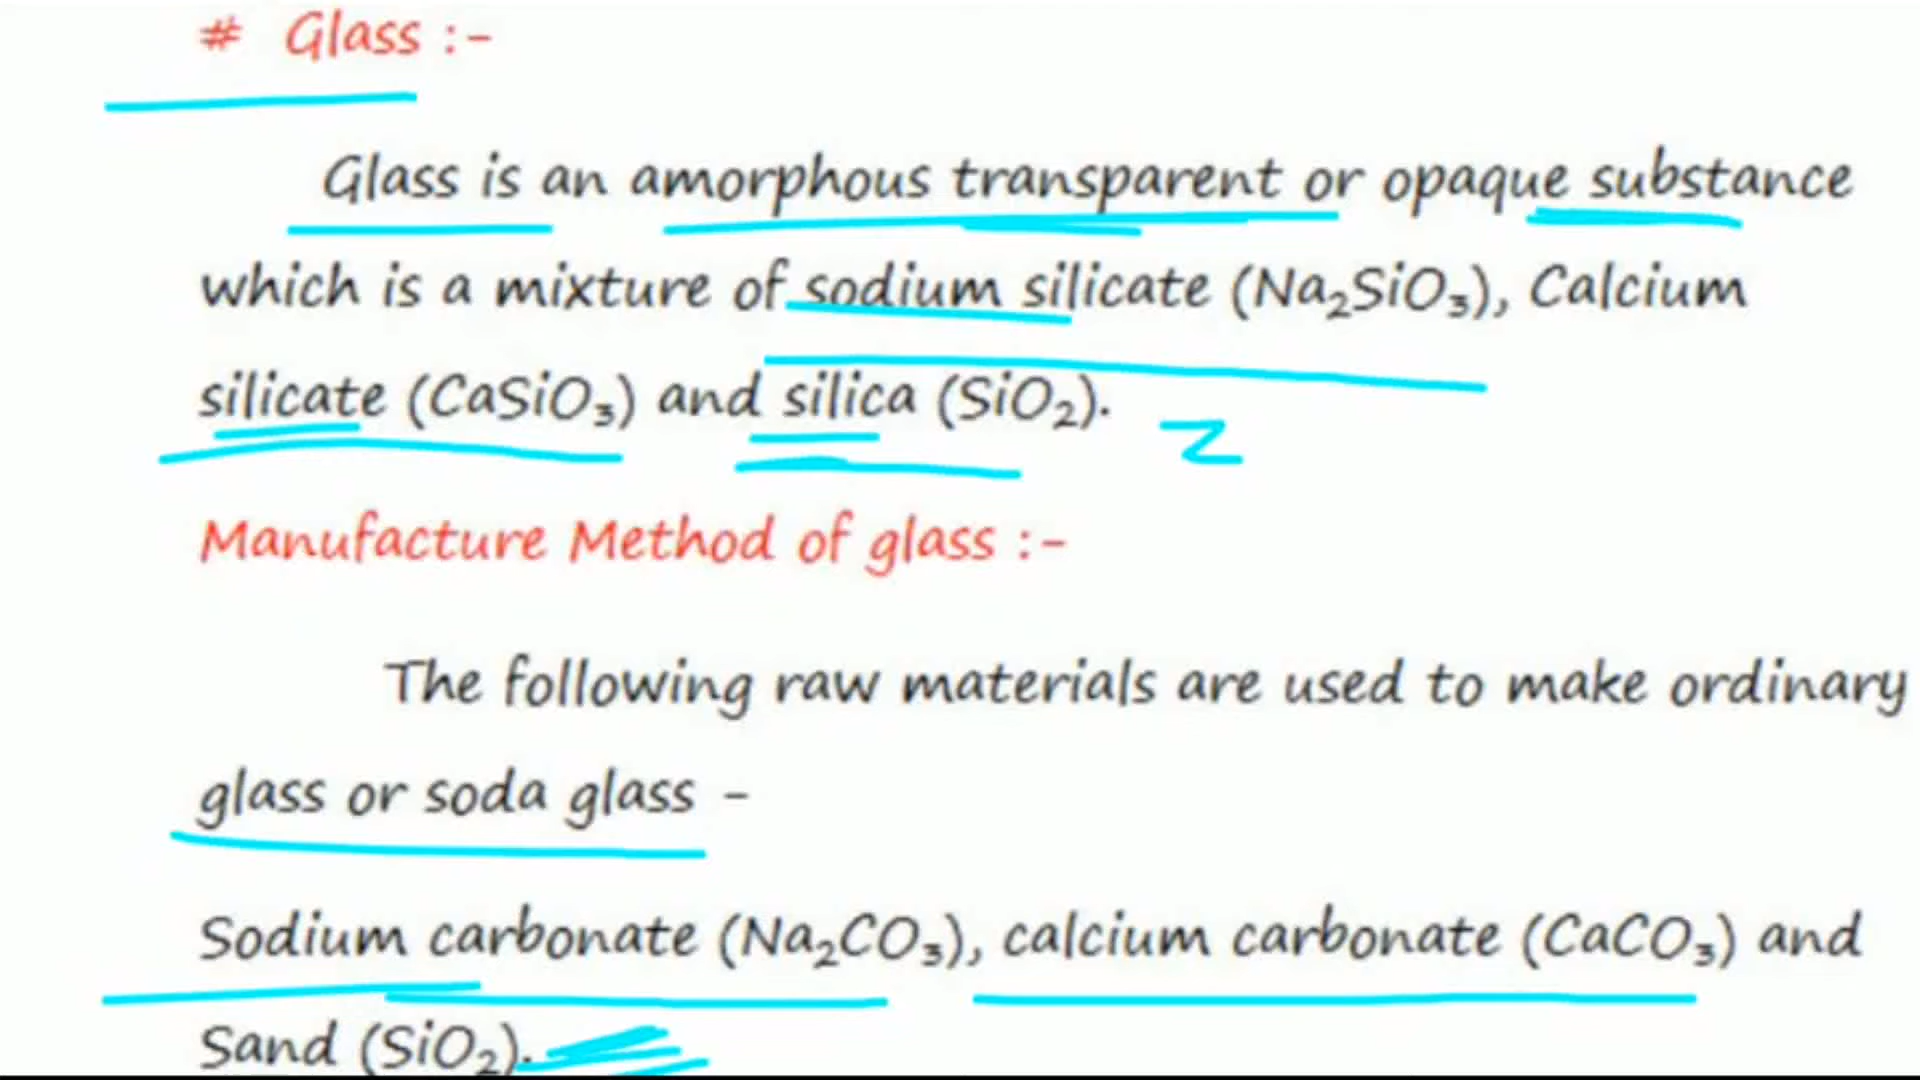 # Glass :-
Glass is an amorphous transparent or opaque substance
which is a mixture of sodium silicate (Na₂SiO₃), Calcium
silicate (CaSiO₃) and silica (SiO₂).
Manufacture Method of glass :-
The following raw materials are used to make ordinary
glass or soda glass -
Sodium carbonate (Na₂CO₃), calcium carbonate (CaCO₃) and
Sand (SiO₂).